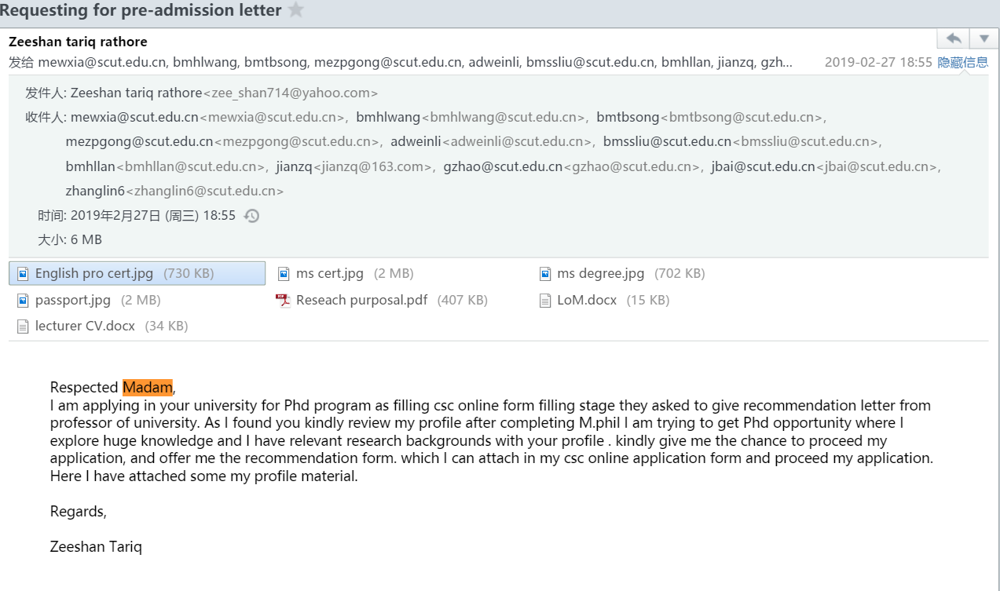 Requesting for pre-admission letter
Zeeshan tariq rathore
发给 mewxia@scut.edu.cn, bmhlwang, bmtbsong, mezpgong@scut.edu.cn, adweinli, bmssliu@scut.edu.cn, bmhllan, jianzq, gzh... 2019-02-27 18:55 隐藏信息
发件人: Zeeshan tariq rathore<zee_shan714@yahoo.com>
收件人: mewxia@scut.edu.cn<mewxia@scut.edu.cn>, bmhlwang<bmhlwang@scut.edu.cn>, bmtbsong<bmtbsong@scut.edu.cn>,
mezpgong@scut.edu.cn<mezpgong@scut.edu.cn>, adweinli<adweinli@scut.edu.cn>, bmssliu@scut.edu.cn<bmssliu@scut.edu.cn>,
bmhllan<bmhllan@scut.edu.cn>, jianzq<jianzq@163.com>, gzhao@scut.edu.cn<gzhao@scut.edu.cn>, jbai@scut.edu.cn<jbai@scut.edu.cn>,
zhanglin6<zhanglin6@scut.edu.cn>
时间: 2019年2月27日 (周三) 18:55
大小: 6 MB
English pro cert.jpg (730 KB) ms cert.jpg (2 MB) ms degree.jpg (702 KB)
passport.jpg (2 MB) Reseach purposal.pdf (407 KB) LoM.docx (15 KB)
lecturer CV.docx (34 KB)
Respected Madam,
I am applying in your university for Phd program as filling csc online form filling stage they asked to give recommendation letter from
professor of university. As I found you kindly review my profile after completing M.phil I am trying to get Phd opportunity where I
explore huge knowledge and I have relevant research backgrounds with your profile . kindly give me the chance to proceed my
application, and offer me the recommendation form. which I can attach in my csc online application form and proceed my application.
Here I have attached some my profile material.
Regards,
Zeeshan Tariq